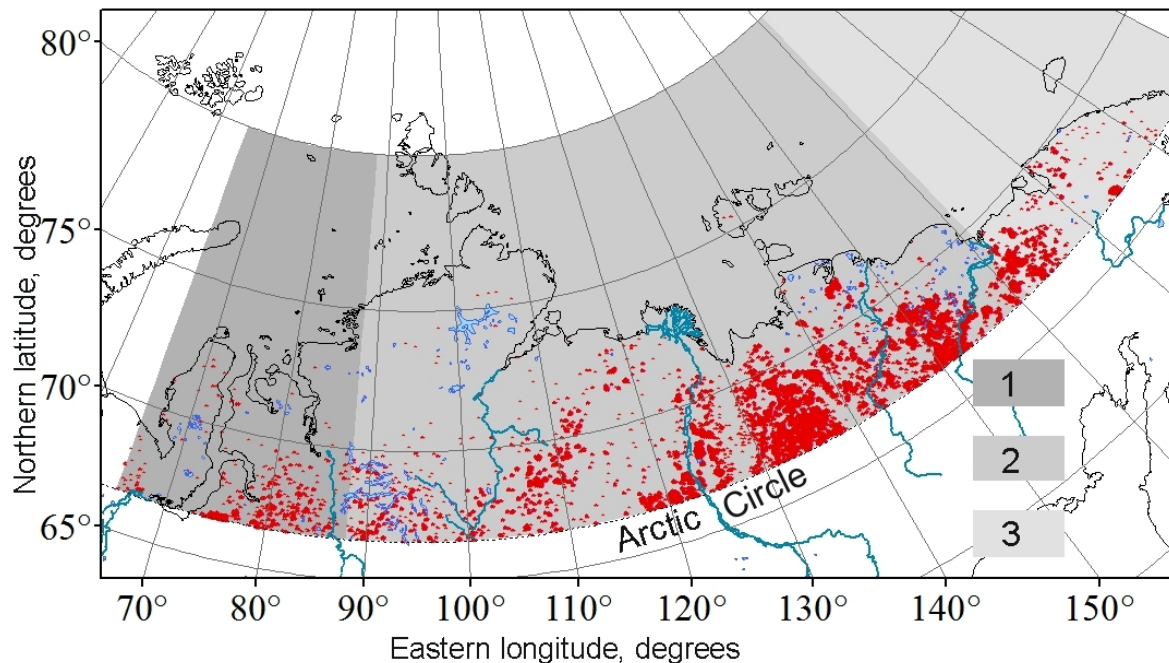 80°
75°
70°
65°
Northern latitude, degrees
Arctic Circle
1
2
3
70° 80° 90° 100° 110° 120° 130° 140° 150°
Eastern longitude, degrees